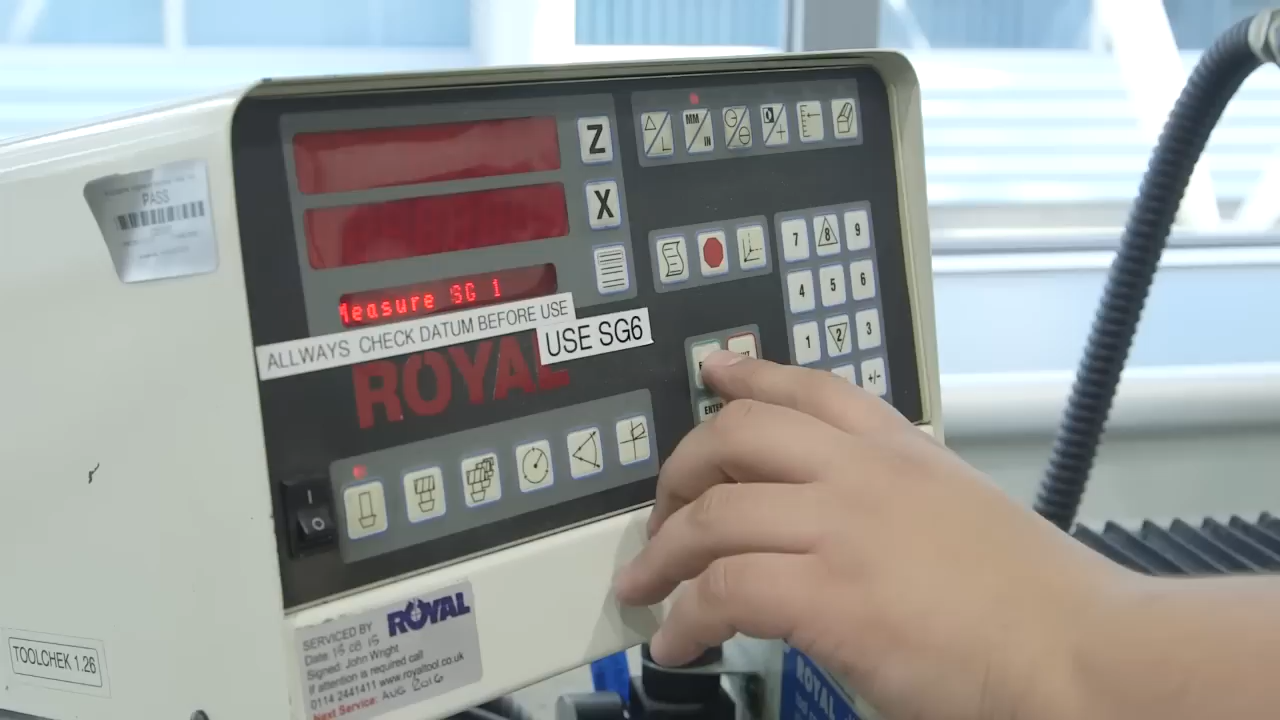 PASS
Z
X
MM
IN
7
8
9
4
5
6
1
2
3
+/-
Measure SG 1
ALLWAYS CHECK DATUM BEFORE USE
USE SG6
ROYAL
ENTER
I
O
ROYAL
SERVICED BY
Date: 18 08 15
Signed: John Wright
If attention is required call
0114 2441411 www.royaltool.co.uk
Next Service: AUG 2016
TOOLCHEK 1.26
ROYAL